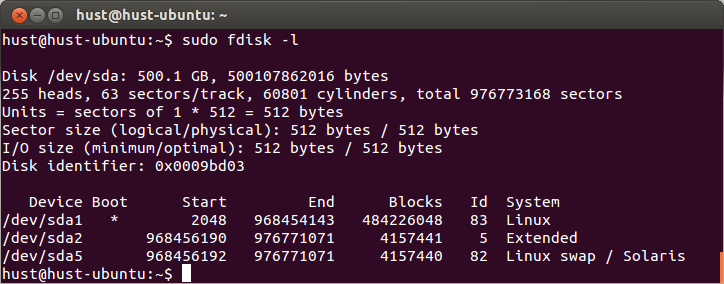 hust@hust-ubuntu: ~
hust@hust-ubuntu:~$ sudo fdisk -l
Disk /dev/sda: 500.1 GB, 500107862016 bytes
255 heads, 63 sectors/track, 60801 cylinders, total 976773168 sectors
Units = sectors of 1 * 512 = 512 bytes
Sector size (logical/physical): 512 bytes / 512 bytes
I/O size (minimum/optimal): 512 bytes / 512 bytes
Disk identifier: 0x0009bd03
   Device Boot      Start         End      Blocks   Id  System
/dev/sda1   *        2048   968454143   484226048   83  Linux
/dev/sda2       968456190   976771071     4157441    5  Extended
/dev/sda5       968456192   976771071     4157440   82  Linux swap / Solaris
hust@hust-ubuntu:~$